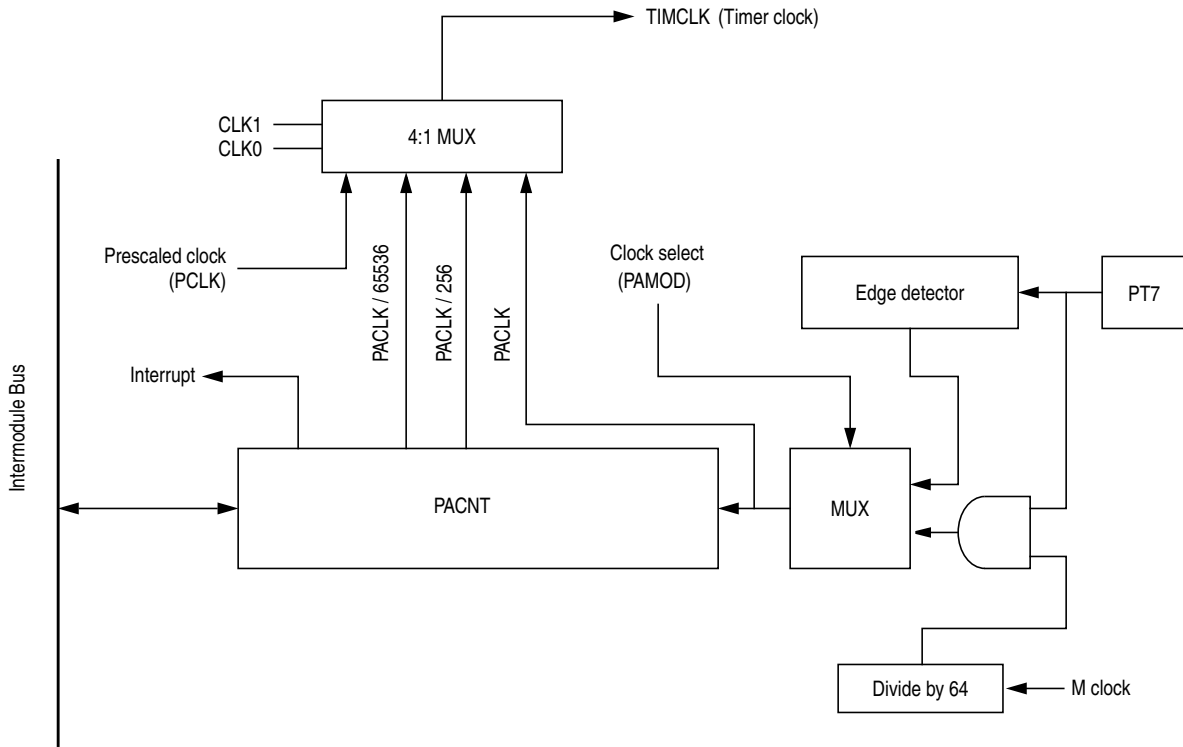 TIMCLK (Timer clock)
CLK1
CLK0
4:1 MUX
Prescaled clock
(PCLK)
PACLK / 65536
PACLK / 256
PACLK
Clock select
(PAMOD)
Edge detector
PT7
Interrupt
Intermodule Bus
PACNT
MUX
Divide by 64
M clock